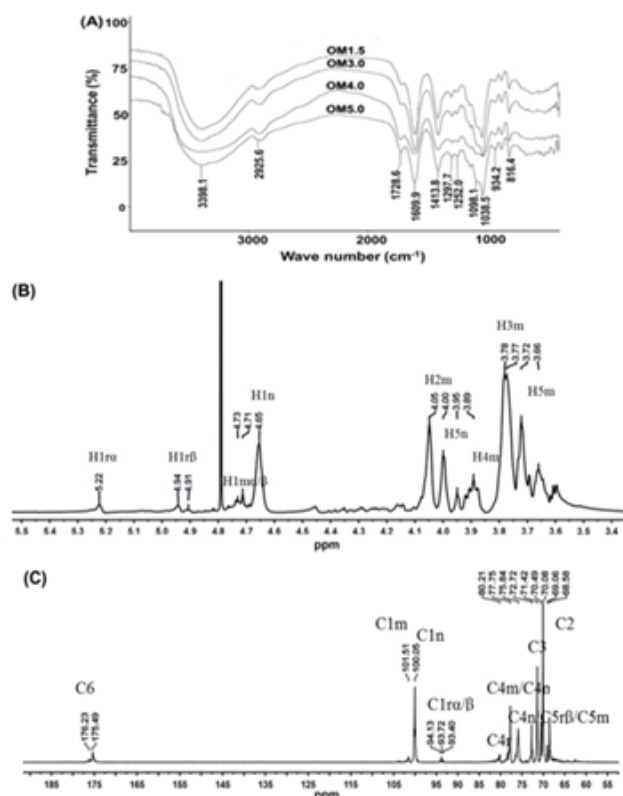 (A)
100
75
50
25
0
Transmittance (%)
OM1.5
OM3.0
OM4.0
OM5.0
3398.1
2925.6
1728.6
1609.9
1413.8
1297.7
1252.0
1098.1
1038.5
934.2
816.4
3000 2000 1000
Wave number (cm⁻¹)
(B)
H3m
3.78
3.77
3.72
3.66
H1n
4.73
4.71
4.65
H2m
4.05
4.00
3.95
3.89
H5n
H5m
H4m
H1rα
5.22
H1rβ
4.94
4.91
H1mα/β
5.5 5.4 5.3 5.2 5.1 5.0 4.9 4.8 4.7 4.6 4.5 4.4 4.3 4.2 4.1 4.0 3.9 3.8 3.7 3.6 3.5 3.4
ppm
(C)
80.21
77.75
75.84
72.72
71.42
70.49
70.08
69.06
68.58
C1m
C1n
C2
101.51
100.05
C3
C6
176.23
175.49
C1rα/β
94.13
93.72
93.40
C4m/C4n
C4n
C5rβ/C5m
C4r
185 175 165 155 145 135 125 115 105 95 90 85 80 75 70 65 60 55
ppm